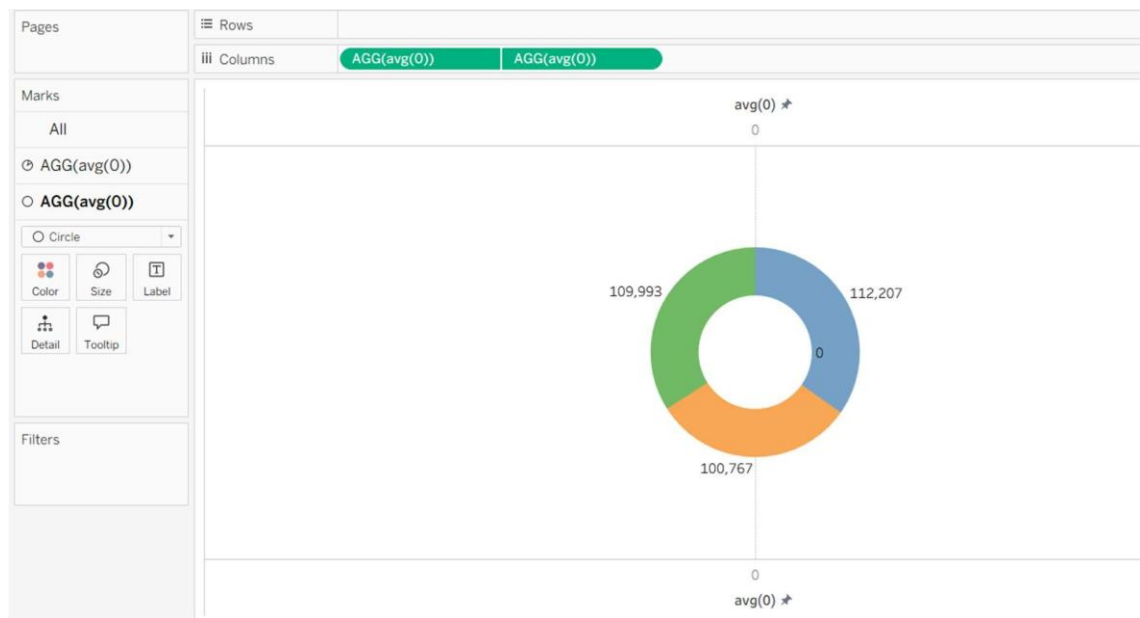 Pages
Rows
Columns
AGG(avg(0)) AGG(avg(0))
Marks
All
AGG(avg(0))
AGG(avg(0))
Circle
Color Size Label
Detail Tooltip
Filters
avg(0)
0
109,993
112,207
0
100,767
0
avg(0)